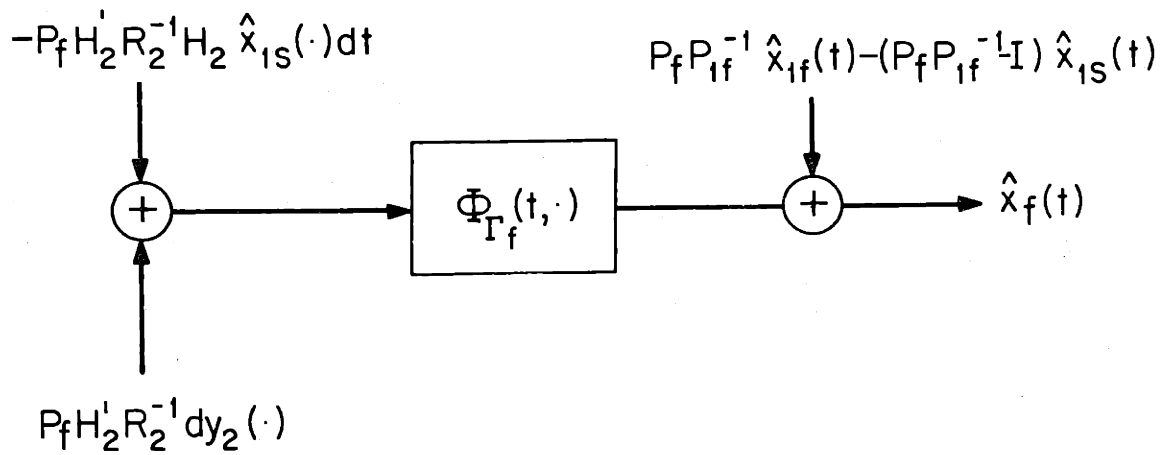 −P_f H_2' R_2^{-1} H_2 x̂_{1s}(·)dt
P_f P_{1f}^{-1} x̂_{1f}(t)−(P_f P_{1f}^{-1}-I) x̂_{1s}(t)
+
Φ_{Γ_f}(t,·)
+
x̂_f(t)
P_f H_2' R_2^{-1} dy_2(·)